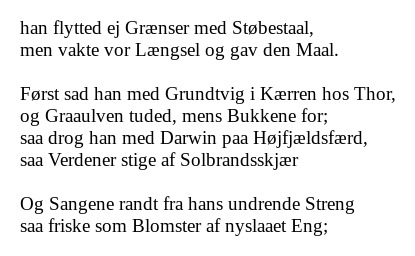 han flytted ej Grænser med Støbestaal,
men vakte vor Længsel og gav den Maal.

Først sad han med Grundtvig i Kærren hos Thor,
og Graaulven tuded, mens Bukkene for;
saa drog han med Darwin paa Højfjældsfærd,
saa Verdener stige af Solbrandsskjær

Og Sangene randt fra hans undrende Streng
saa friske som Blomster af nyslaaet Eng;